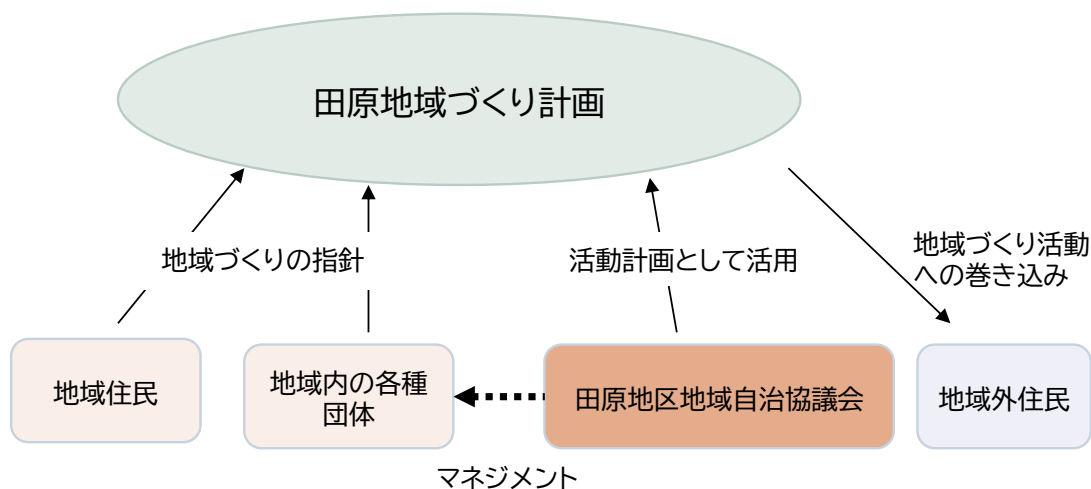 田原地域づくり計画
地域づくりの指針
活動計画として活用
地域づくり活動
への巻き込み
地域住民
地域内の各種
団体
田原地区地域自治協議会
地域外住民
マネジメント